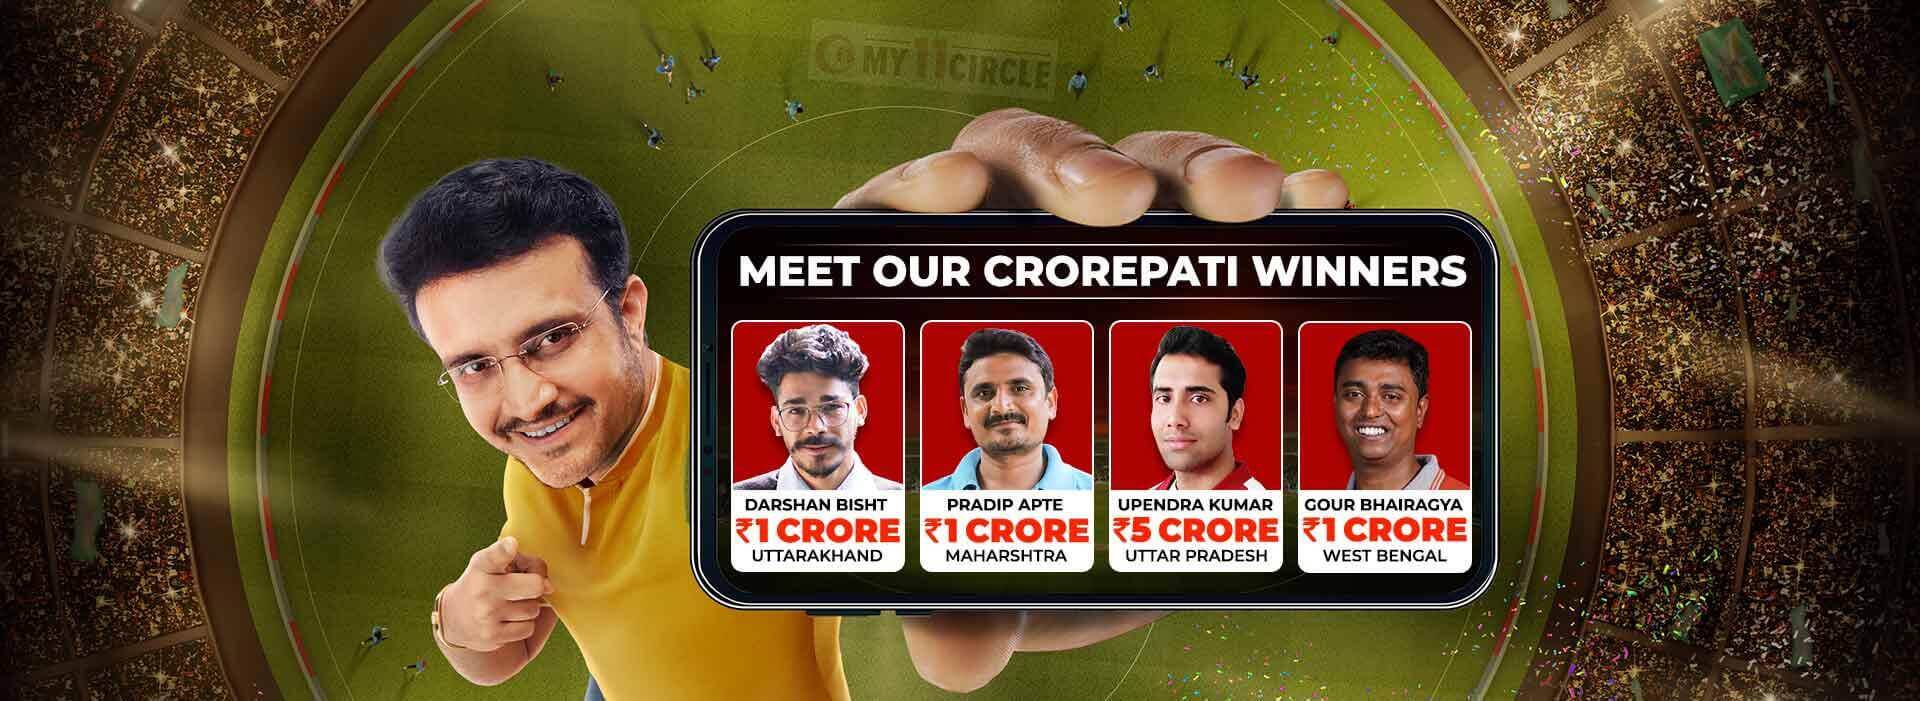 MY11CIRCLE
MEET OUR CROREPATI WINNERS
DARSHAN BISHT
₹1 CRORE
UTTARAKHAND
PRADIP APTE
₹1 CRORE
MAHARSHTRA
UPENDRA KUMAR
₹5 CRORE
UTTAR PRADESH
GOUR BHAIRAGYA
₹1 CRORE
WEST BENGAL